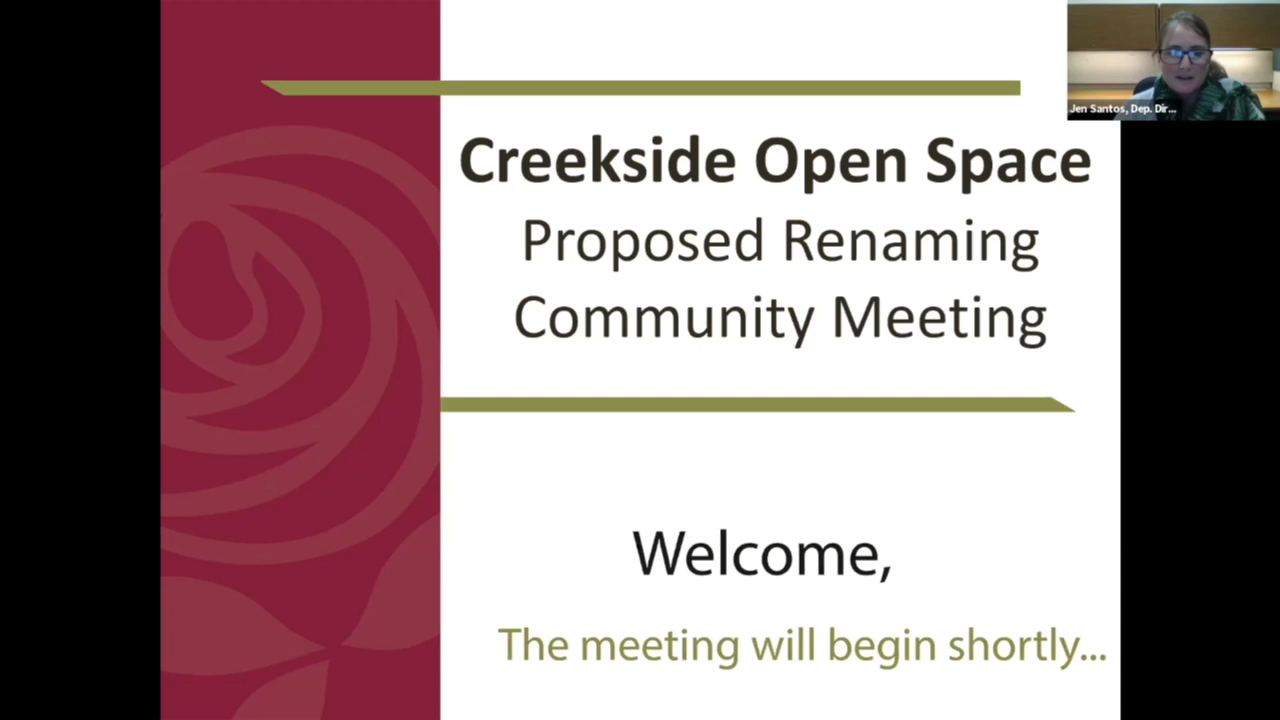 Jen Santos, Dep. Dir...
Creekside Open Space
Proposed Renaming
Community Meeting
Welcome,
The meeting will begin shortly...